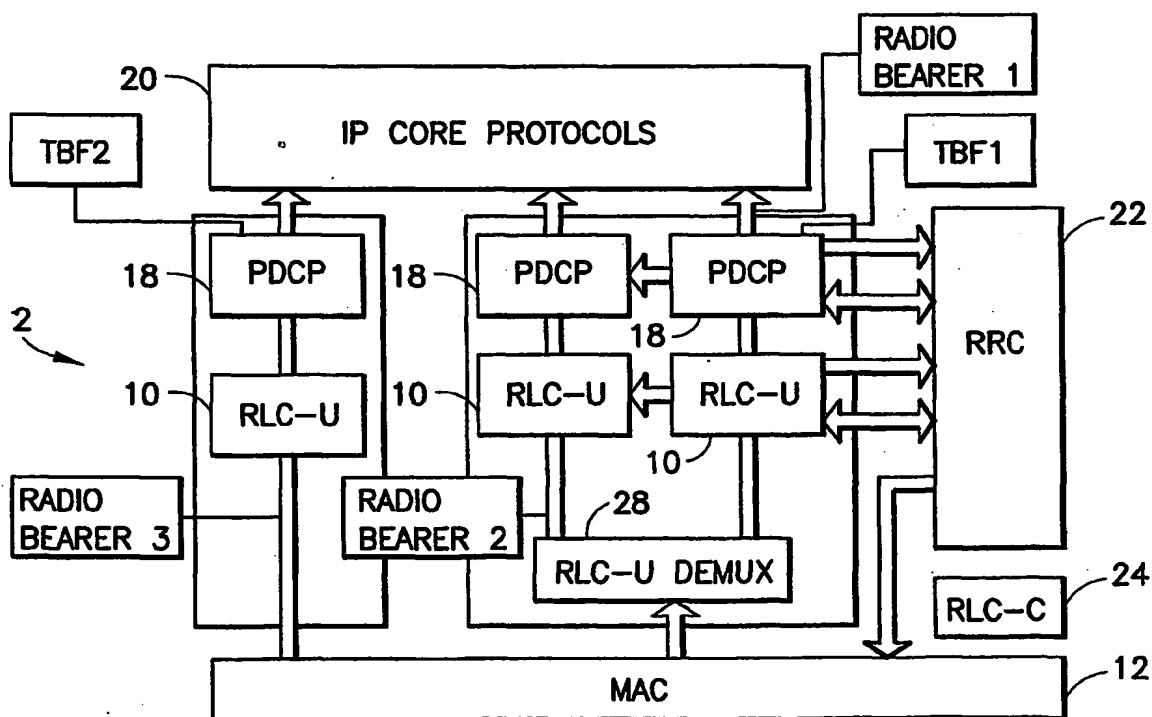 RADIO
BEARER 1
20
IP CORE PROTOCOLS
TBF2
TBF1
22
PDCP
PDCP
PDCP
18
18
18
2
RRC
10
RLC-U
10
RLC-U
RLC-U
10
RADIO
BEARER 3
RADIO
BEARER 2
28
RLC-U DEMUX
24
RLC-C
12
MAC